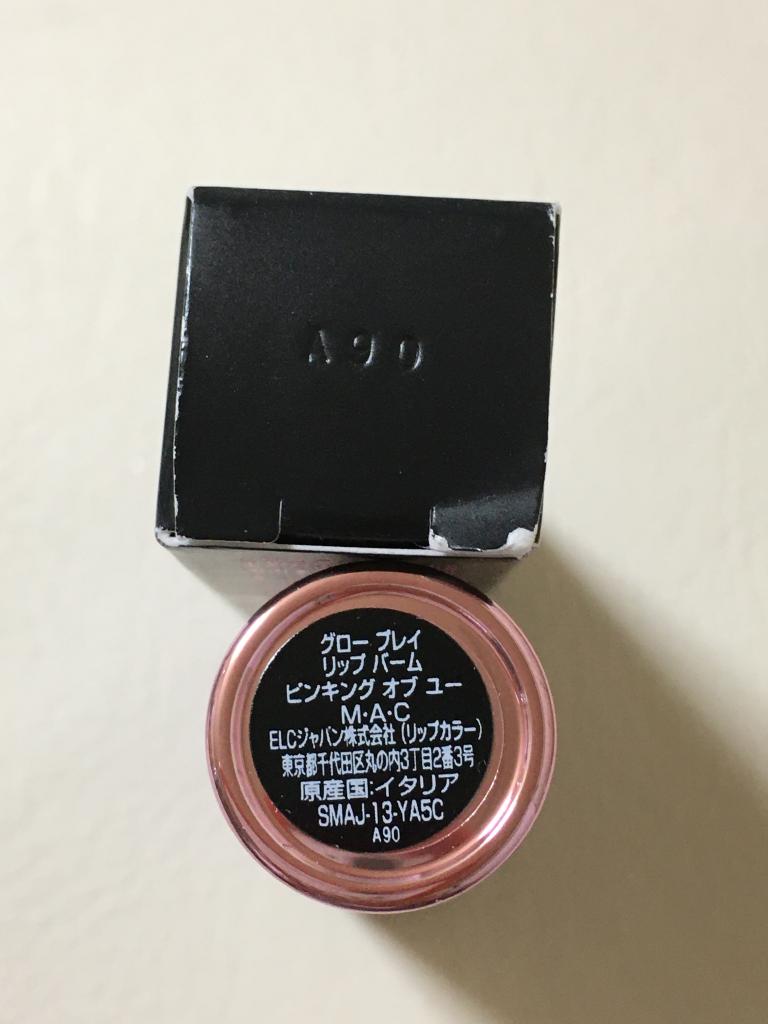 A90
グロー プレイ
リップ バーム
ピンキング オブ ユー
M·A·C
ELCジャパン株式会社 (リップカラー)
東京都千代田区丸の内3丁目2番3号
原産国:イタリア
SMAJ-13-YA5C
A90